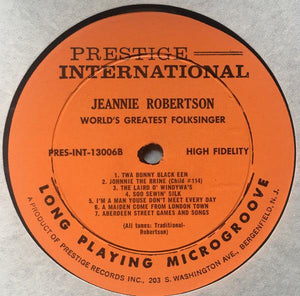 PRESTIGE
INTERNATIONAL
JEANNIE ROBERTSON
WORLD'S GREATEST FOLKSINGER
PRES-INT-13006B HIGH FIDELITY
1. TWA BONNY BLACK EEN
2. JOHNNIE THE BRINE (Child #114)
3. THE LAIRD O' WINDYWA'S
4. SOO SEWIN' SILK
5. I'M A MAN YOUSE DON'T MEET EVERY DAY
6. A MAIDEN COME FROM LONDON TOWN
7. ABERDEEN STREET GAMES AND SONGS
(All tunes: Traditional-
Robertson)
LONG PLAYING MICROGROOVE
A PRODUCT OF PRESTIGE RECORDS INC., 203 S. WASHINGTON AVE., BERGENFIELD, N. J.